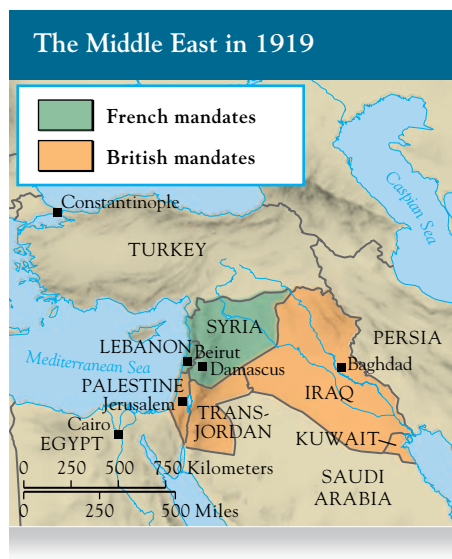 The Middle East in 1919
French mandates
British mandates
Constantinople
Caspian Sea
TURKEY
SYRIA
PERSIA
LEBANON
Beirut
Mediterranean Sea
Damascus
Baghdad
PALESTINE
Jerusalem
IRAQ
TRANS-
JORDAN
Cairo
EGYPT
KUWAIT
0 250 500 750 Kilometers
0 250 500 Miles
SAUDI
ARABIA